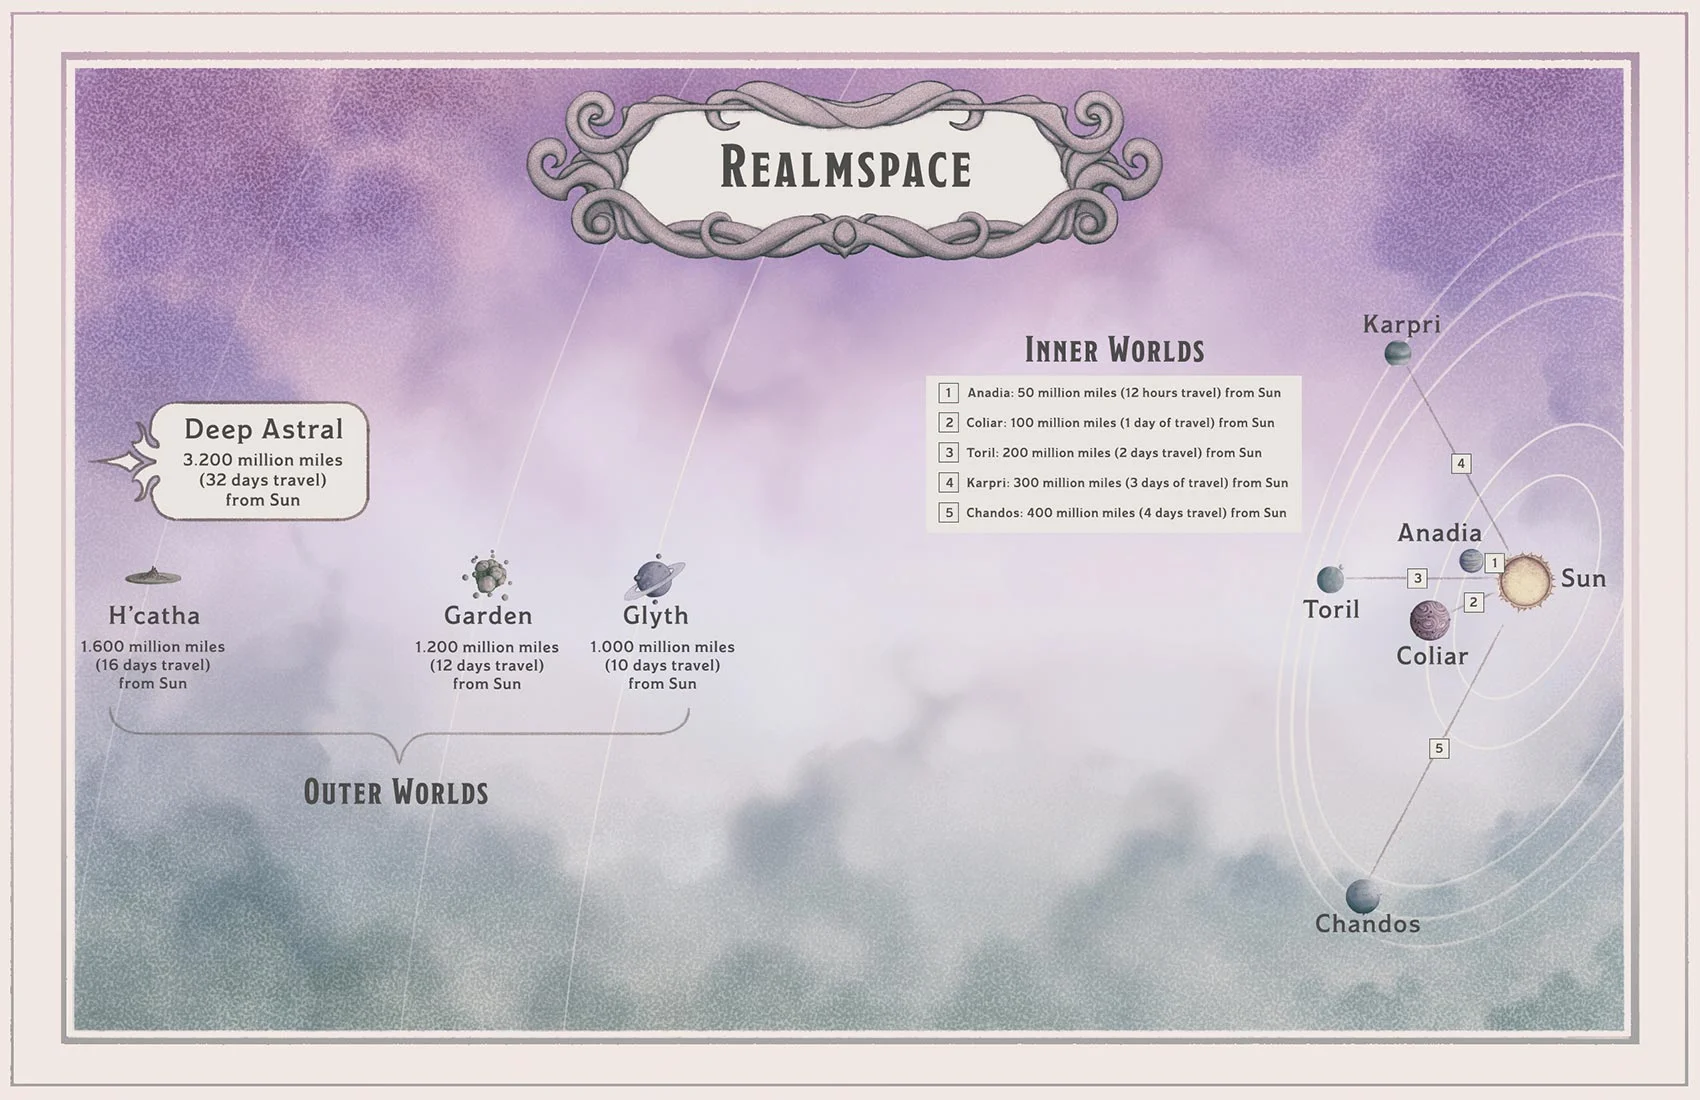 Realmspace
Inner Worlds
1 Anadia: 50 million miles (12 hours travel) from Sun
2 Coliar: 100 million miles (1 day of travel) from Sun
3 Toril: 200 million miles (2 days travel) from Sun
4 Karpri: 300 million miles (3 days of travel) from Sun
5 Chandos: 400 million miles (4 days travel) from Sun
Karpri
4
Anadia
1
3
Sun
2
Toril
Coliar
5
Chandos
Deep Astral
3.200 million miles
(32 days travel)
from Sun
H'catha
1.600 million miles
(16 days travel)
from Sun
Garden
1.200 million miles
(12 days travel)
from Sun
Glyth
1.000 million miles
(10 days travel)
from Sun
Outer Worlds